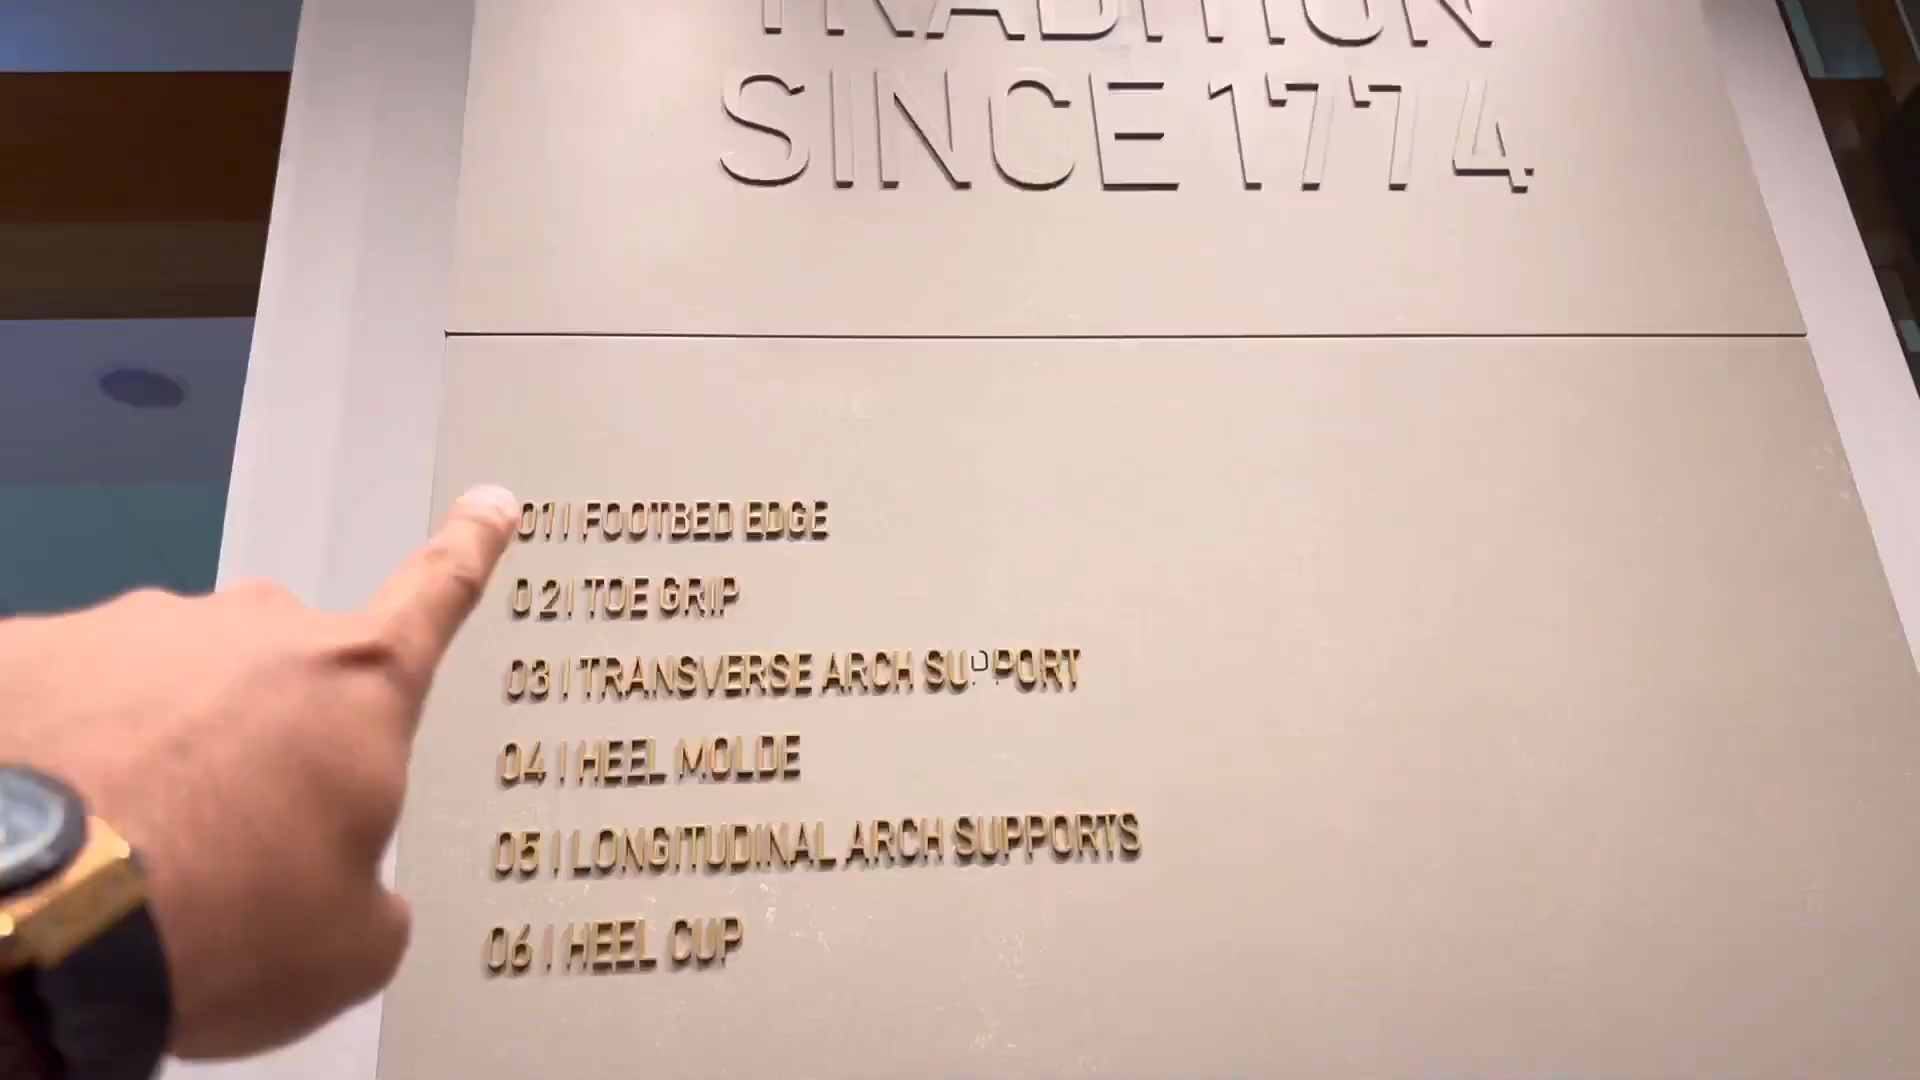 TRADITION
SINCE 1774
01 | FOOTBED EDGE
02 | TOE GRIP
03 | TRANSVERSE ARCH SUPPORT
04 | HEEL MOLDE
05 | LONGITUDINAL ARCH SUPPORTS
06 | HEEL CUP